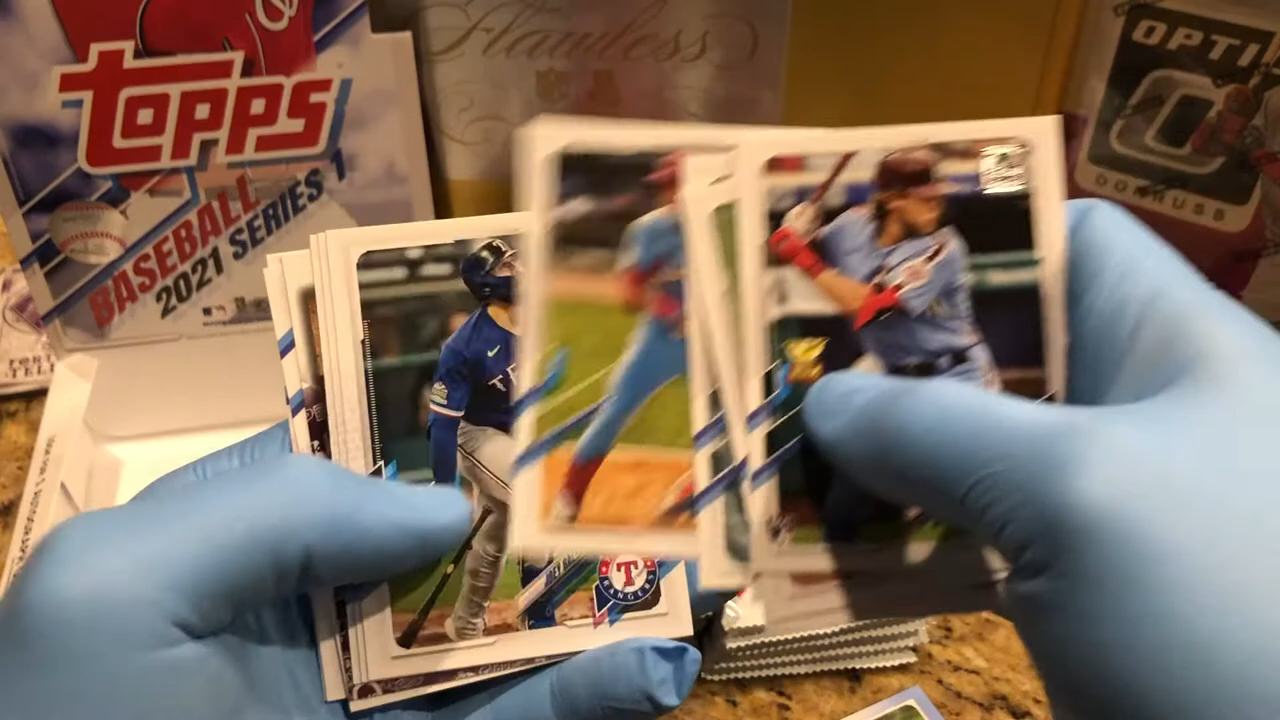 TOPPS
BASEBALL
2021 SERIES 1
Flawless
OPTI
DONRUSS
T
RANGERS